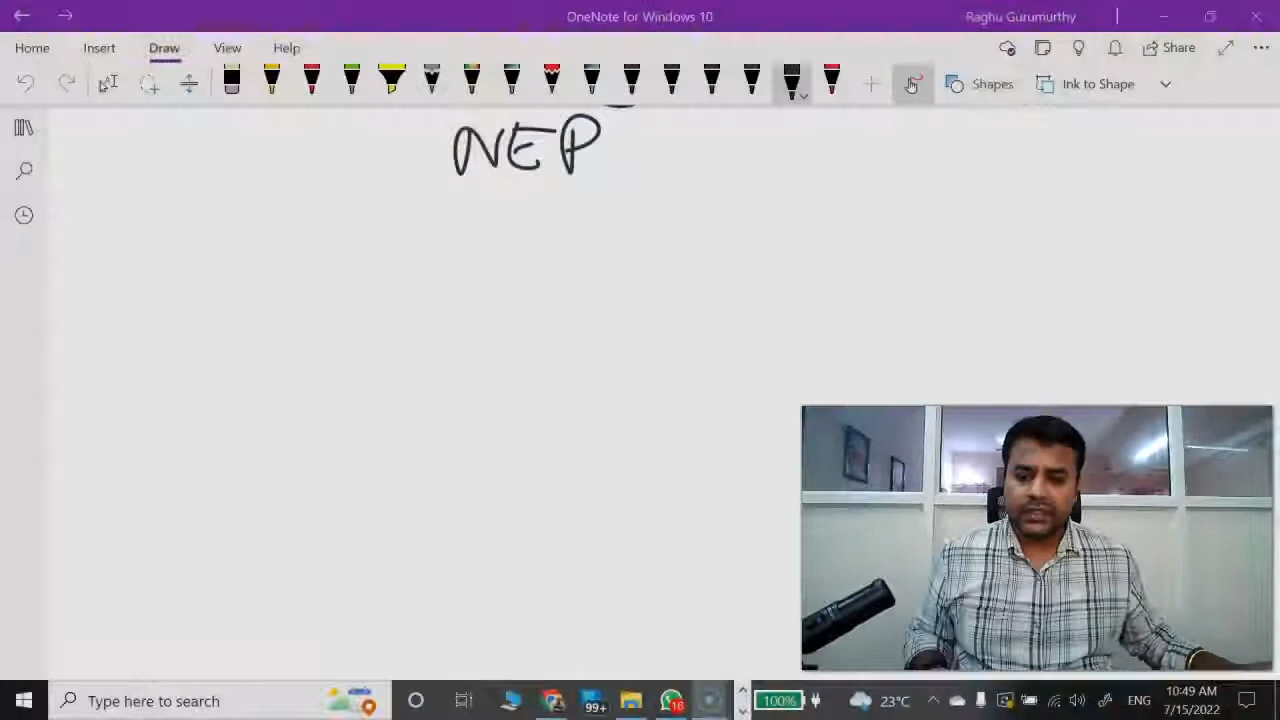 OneNote for Windows 10
Raghu Gurumurthy
Home Insert Draw View Help
Share
Shapes
Ink to Shape
NEP
Type here to search
99+
16
100%
23°C
ENG
10:49 AM
7/15/2022